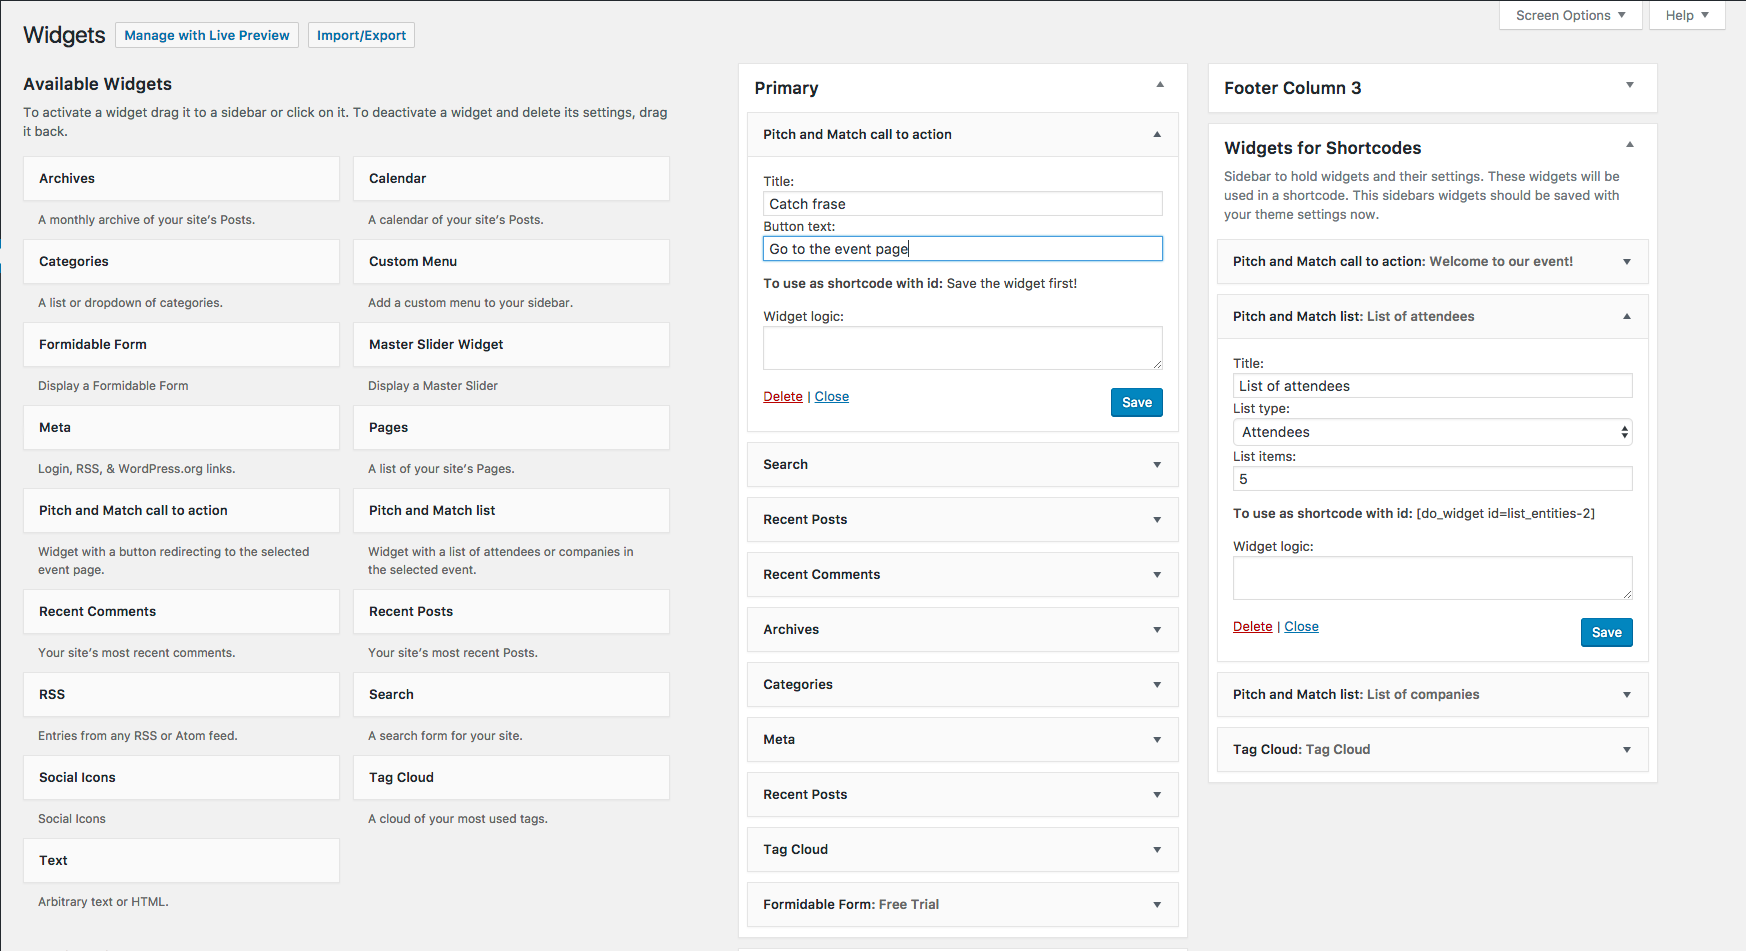 Screen Options
Help
Widgets
Manage with Live Preview
Import/Export
Available Widgets
To activate a widget drag it to a sidebar or click on it. To deactivate a widget and delete its settings, drag
it back.
Archives
Calendar
A monthly archive of your site's Posts.
A calendar of your site's Posts.
Categories
Custom Menu
A list or dropdown of categories.
Add a custom menu to your sidebar.
Formidable Form
Master Slider Widget
Display a Formidable Form
Display a Master Slider
Meta
Pages
Login, RSS, & WordPress.org links.
A list of your site's Pages.
Pitch and Match call to action
Pitch and Match list
Widget with a button redirecting to the selected
event page.
Widget with a list of attendees or companies in
the selected event.
Recent Comments
Recent Posts
Your site's most recent comments.
Your site's most recent Posts.
RSS
Search
Entries from any RSS or Atom feed.
A search form for your site.
Social Icons
Tag Cloud
Social Icons
A cloud of your most used tags.
Text
Arbitrary text or HTML.
Primary
Pitch and Match call to action
Title:
Catch frase
Button text:
Go to the event page
To use as shortcode with id: Save the widget first!
Widget logic:
Delete | Close
Save
Search
Recent Posts
Recent Comments
Archives
Categories
Meta
Recent Posts
Tag Cloud
Formidable Form: Free Trial
Footer Column 3
Widgets for Shortcodes
Sidebar to hold widgets and their settings. These widgets will be
used in a shortcode. This sidebars widgets should be saved with
your theme settings now.
Pitch and Match call to action: Welcome to our event!
Pitch and Match list: List of attendees
Title:
List of attendees
List type:
Attendees
List items:
5
To use as shortcode with id: [do_widget id=list_entities-2]
Widget logic:
Delete | Close
Save
Pitch and Match list: List of companies
Tag Cloud: Tag Cloud